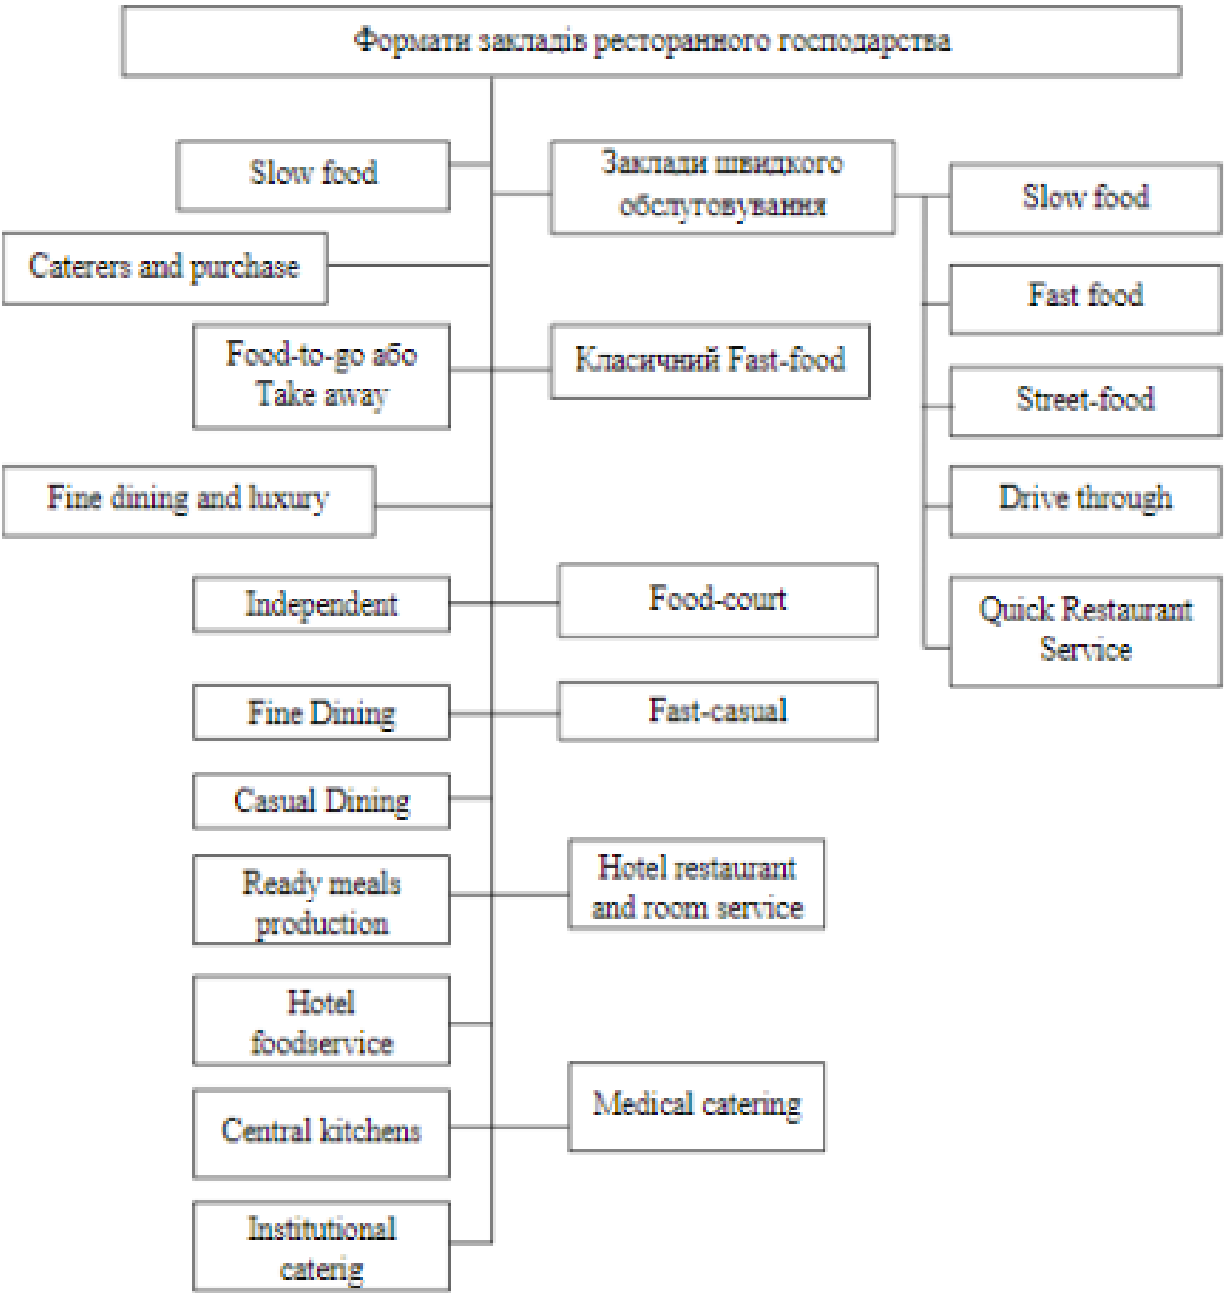 Формати закладів ресторанного господарства
Slow food
Заклади швидкого
обслуговування
Slow food
Caterers and purchase
Fast food
Food-to-go або
Take away
Класичний Fast-food
Street-food
Fine dining and luxury
Drive through
Independent
Food-court
Quick Restaurant
Service
Fine Dining
Fast-casual
Casual Dining
Ready meals
production
Hotel restaurant
and room service
Hotel
foodservice
Central kitchens
Medical catering
Institutional
caterig